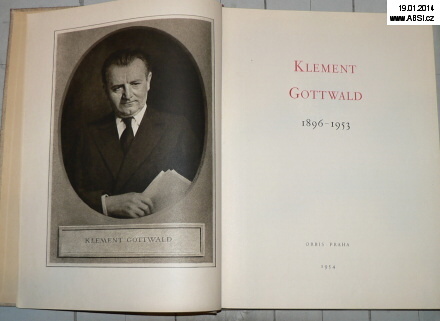 19.01.2014
www.ABSI.cz
KLEMENT GOTTWALD
KLEMENT
GOTTWALD
1896-1953
ORBIS PRAHA
1954